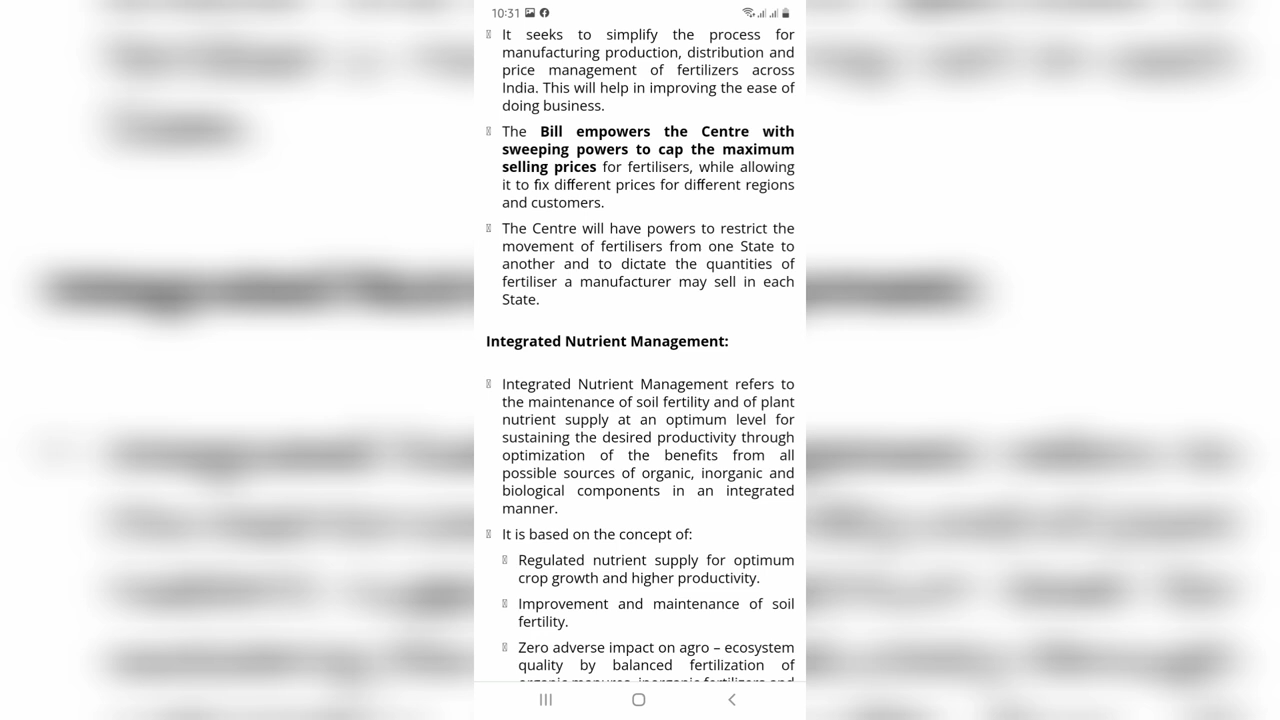 10:31
It seeks to simplify the process for
manufacturing production, distribution and
price management of fertilizers across
India. This will help in improving the ease of
doing business.
The Bill empowers the Centre with
sweeping powers to cap the maximum
selling prices for fertilisers, while allowing
it to fix different prices for different regions
and customers.
The Centre will have powers to restrict the
movement of fertilisers from one State to
another and to dictate the quantities of
fertiliser a manufacturer may sell in each
State.
Integrated Nutrient Management:
Integrated Nutrient Management refers to
the maintenance of soil fertility and of plant
nutrient supply at an optimum level for
sustaining the desired productivity through
optimization of the benefits from all
possible sources of organic, inorganic and
biological components in an integrated
manner.
It is based on the concept of:
Regulated nutrient supply for optimum
crop growth and higher productivity.
Improvement and maintenance of soil
fertility.
Zero adverse impact on agro – ecosystem
quality by balanced fertilization of
organic manures, inorganic fertilizers and